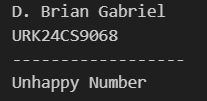 D. Brian Gabriel
URK24CS9068
------------------
Unhappy Number